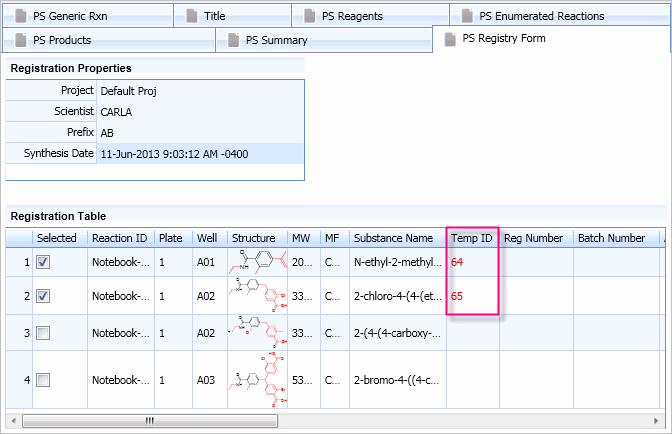 PS Generic Rxn Title PS Reagents PS Enumerated Reactions
PS Products PS Summary PS Registry Form
Registration Properties
Project Default Proj
Scientist CARLA
Prefix AB
Synthesis Date 11-Jun-2013 9:03:12 AM -0400
Registration Table
Selected Reaction ID Plate Well Structure MW MF Substance Name Temp ID Reg Number Batch Number
1 Notebook-... 1 A01 20... C... N-ethyl-2-methyl... 64
2 Notebook-... 1 A02 33... C... 2-chloro-4-(4-(et... 65
3 Notebook-... 1 A02 33... C... 2-(4-(4-carboxy-...
4 Notebook-... 1 A03 53... C... 2-bromo-4-((4-c...